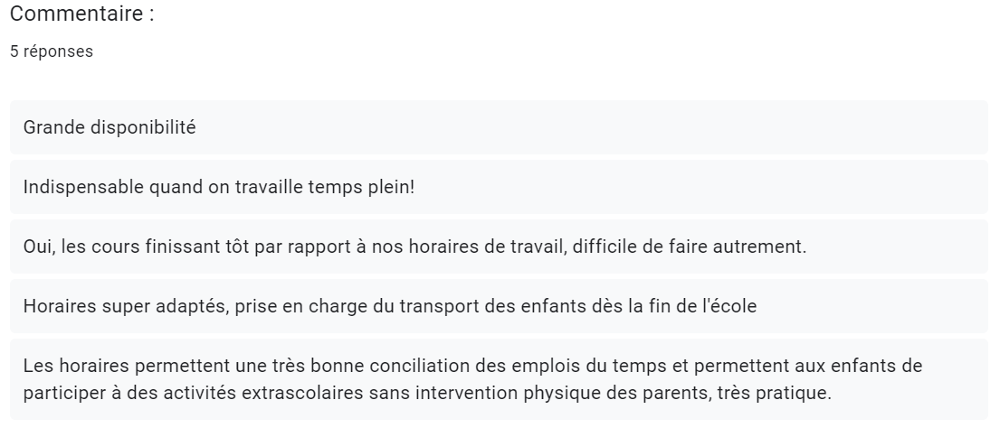 Commentaire :
5 réponses
Grande disponibilité
Indispensable quand on travaille temps plein!
Oui, les cours finissant tôt par rapport à nos horaires de travail, difficile de faire autrement.
Horaires super adaptés, prise en charge du transport des enfants dès la fin de l'école
Les horaires permettent une très bonne conciliation des emplois du temps et permettent aux enfants de
participer à des activités extrascolaires sans intervention physique des parents, très pratique.